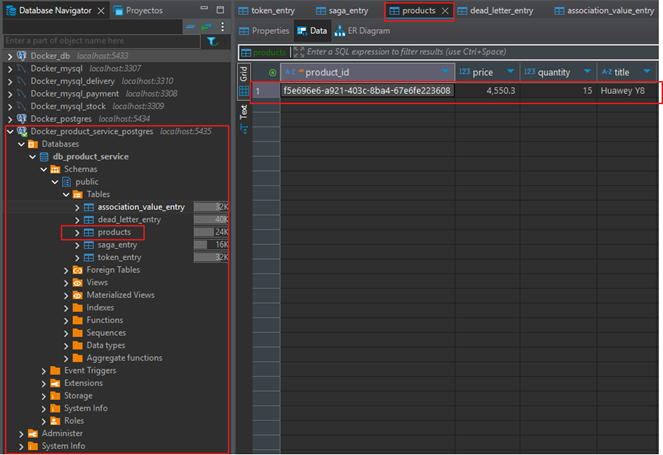 Database Navigator
Proyectos
Enter a part of object name here
Docker_db localhost:5433
Docker_mysql localhost:3307
Docker_mysql_delivery localhost:3310
Docker_mysql_payment localhost:3308
Docker_mysql_stock localhost:3309
Docker_postgres localhost:5434
Docker_product_service_postgres localhost:5435
Databases
db_product_service
Schemas
public
Tables
association_value_entry 32K
dead_letter_entry 40K
products 24K
saga_entry 16K
token_entry 32K
Foreign Tables
Views
Materialized Views
Indexes
Functions
Sequences
Data types
Aggregate functions
Event Triggers
Extensions
Storage
System Info
Roles
Administer
System Info
token_entry saga_entry products dead_letter_entry association_value_entry
Properties Data ER Diagram
products Enter a SQL expression to filter results (use Ctrl+Space)
Grid
Text
A-Z product_id 123 price 123 quantity A-Z title
1 f5e696e6-a921-403c-8ba4-67e6fe223608 4,550.3 15 Huawey Y8